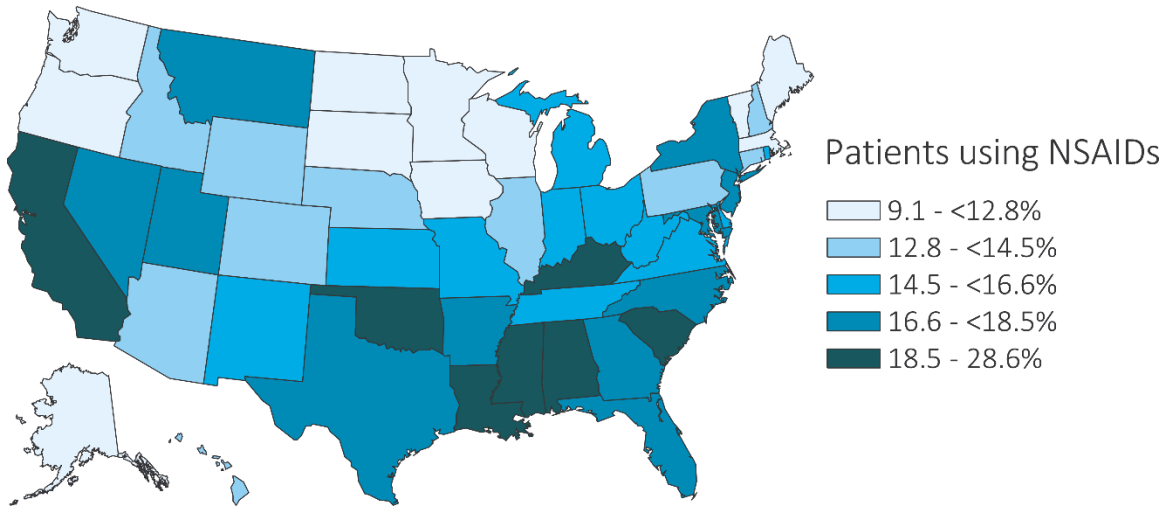 Patients using NSAIDs
9.1 - <12.8%
12.8 - <14.5%
14.5 - <16.6%
16.6 - <18.5%
18.5 - 28.6%